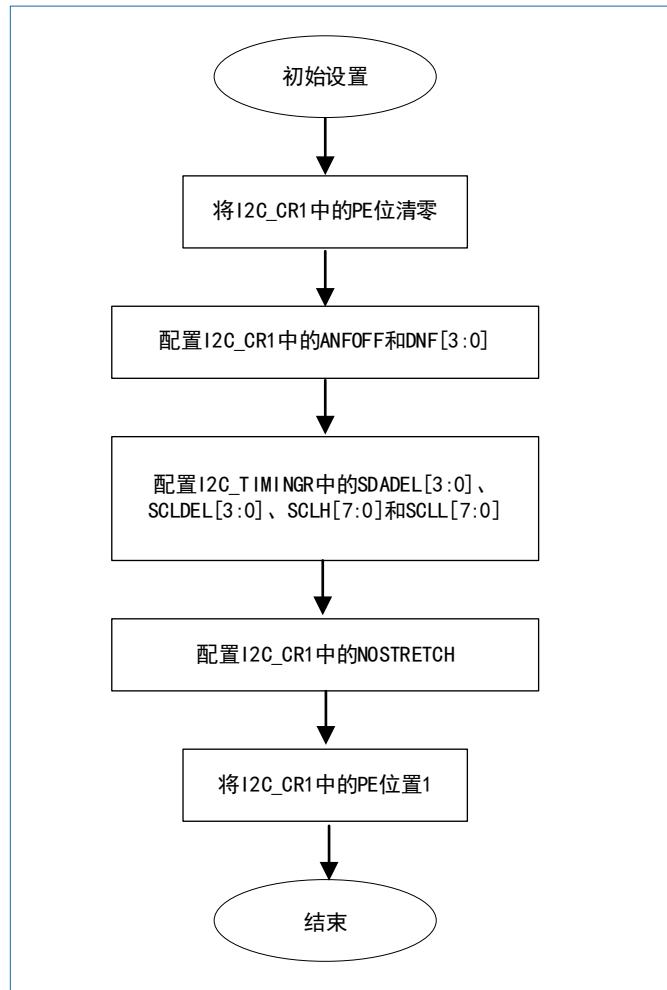 初始设置
将I2C_CR1中的PE位清零
配置I2C_CR1中的ANFOFF和DNF[3:0]
配置I2C_TIMINGR中的SDADEL[3:0]、
SCLDEL[3:0]、SCLH[7:0]和SCLL[7:0]
配置I2C_CR1中的NOSTRETCH
将I2C_CR1中的PE位置1
结束